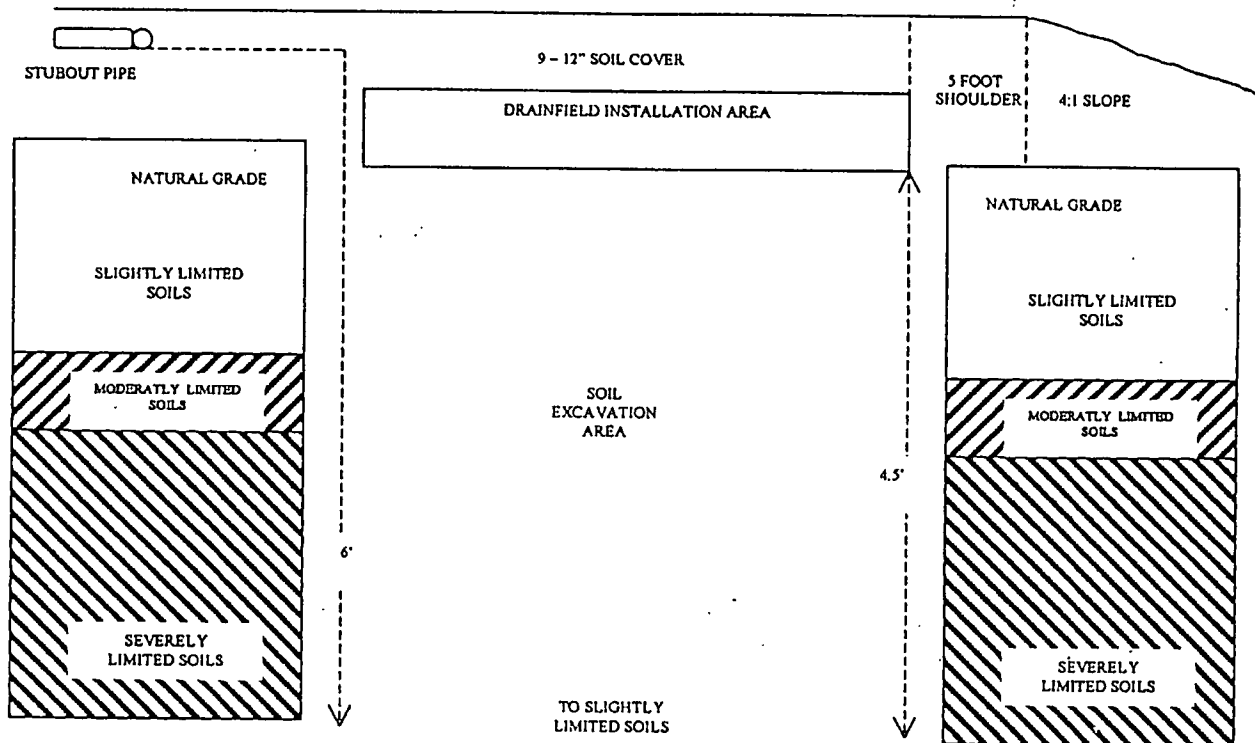 STUBOUT PIPE
9 – 12" SOIL COVER
5 FOOT
SHOULDER
4:1 SLOPE
DRAINFIELD INSTALLATION AREA
NATURAL GRADE
NATURAL GRADE
SLIGHTLY LIMITED
SOILS
SLIGHTLY LIMITED
SOILS
MODERATLY LIMITED
SOILS
SOIL
EXCAVATION
AREA
MODERATLY LIMITED
SOILS
4.5'
6'
SEVERELY
LIMITED SOILS
SEVERELY
LIMITED SOILS
TO SLIGHTLY
LIMITED SOILS